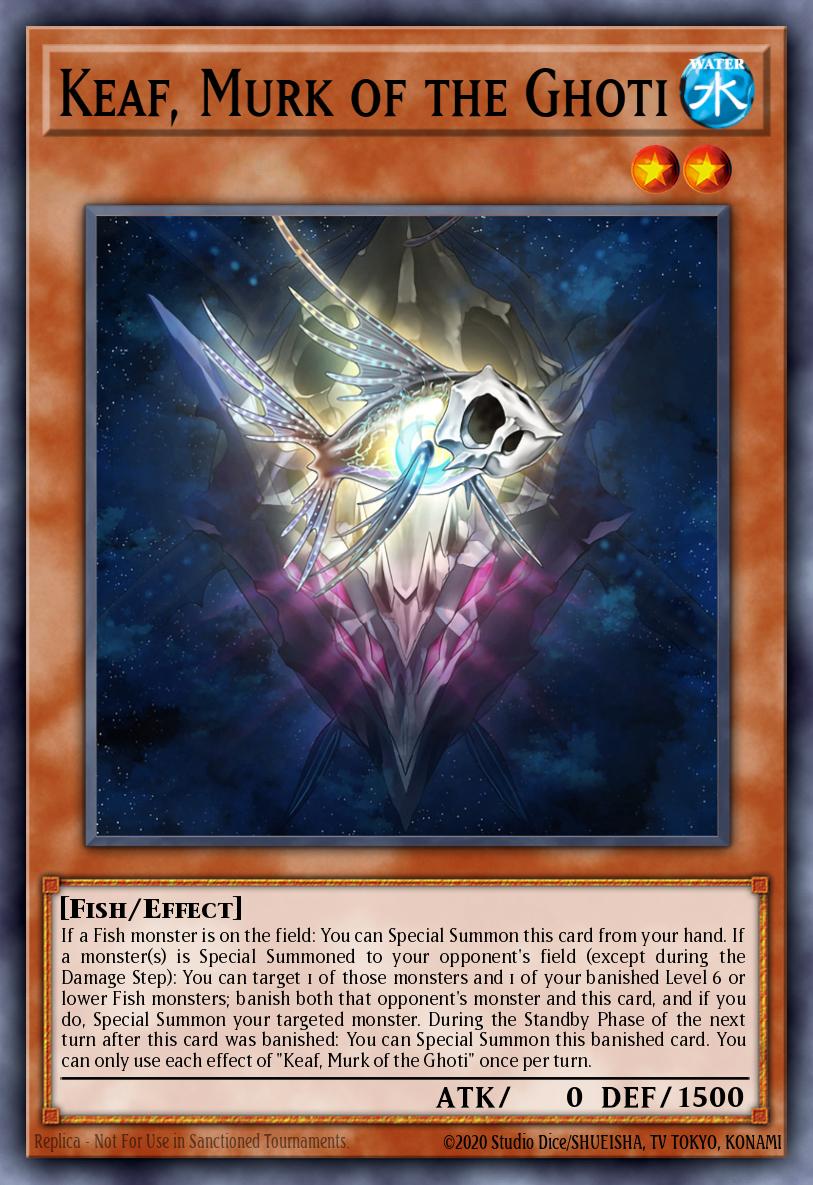 Keaf, Murk of the Ghoti
WATER
水
[Fish/Effect]
If a Fish monster is on the field: You can Special Summon this card from your hand. If
a monster(s) is Special Summoned to your opponent's field (except during the
Damage Step): You can target 1 of those monsters and 1 of your banished Level 6 or
lower Fish monsters; banish both that opponent's monster and this card, and if you
do, Special Summon your targeted monster. During the Standby Phase of the next
turn after this card was banished: You can Special Summon this banished card. You
can only use each effect of "Keaf, Murk of the Ghoti" once per turn.
ATK/ 0 DEF/1500
Replica - Not For Use in Sanctioned Tournaments.
©2020 Studio Dice/SHUEISHA, TV TOKYO, KONAMI